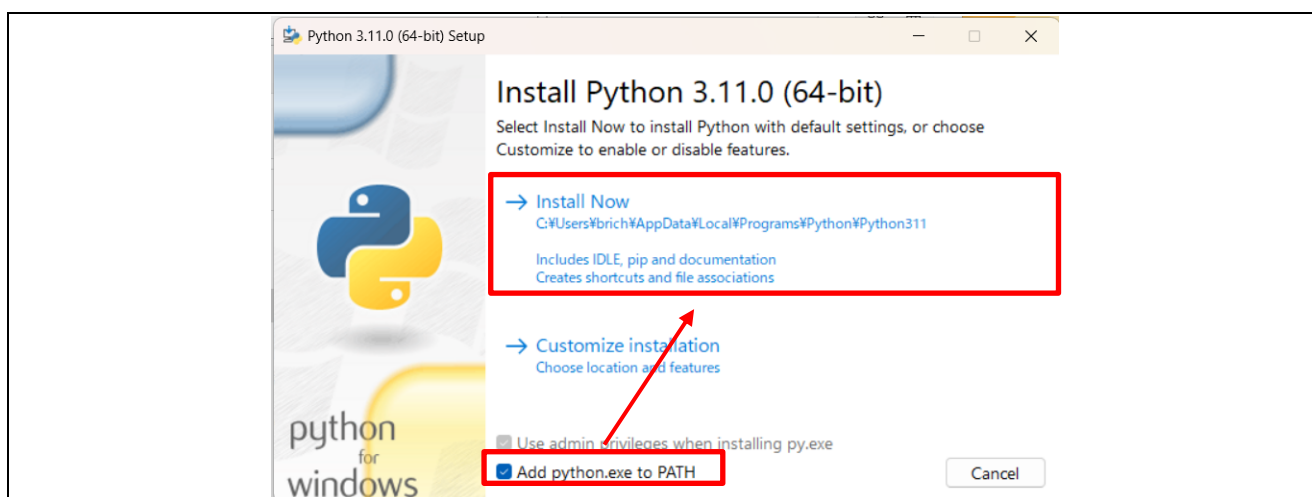 Python 3.11.0 (64-bit) Setup
Install Python 3.11.0 (64-bit)
Select Install Now to install Python with default settings, or choose
Customize to enable or disable features.
→ Install Now
C:¥Users¥brich¥AppData¥Local¥Programs¥Python¥Python311
Includes IDLE, pip and documentation
Creates shortcuts and file associations
→ Customize installation
Choose location and features
Use admin privileges when installing py.exe
Add python.exe to PATH
Cancel
python
for
windows